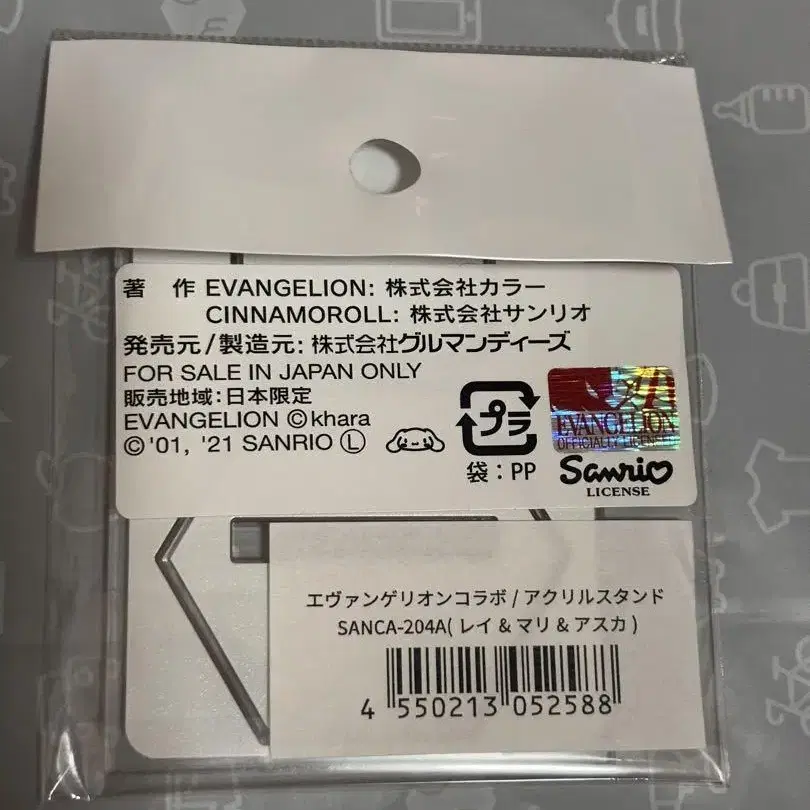 著 作 EVANGELION: 株式会社カラー
CINNAMOROLL: 株式会社サンリオ
発売元/製造元: 株式会社グルマンディーズ
FOR SALE IN JAPAN ONLY
販売地域:日本限定
EVANGELION ©khara
©'01, '21 SANRIO Ⓛ
プラ
袋:PP
EVANGELION
OFFICIALLY LICENSED
Sanrio
LICENSE
エヴァンゲリオンコラボ / アクリルスタンド
SANCA-204A( レイ & マリ & アスカ )
4 550213 052588